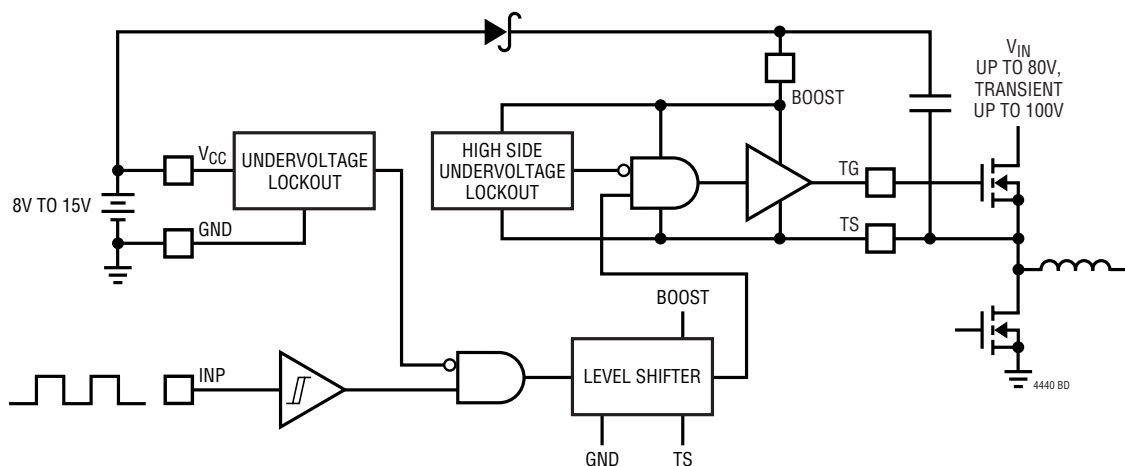 V_IN
UP TO 80V,
TRANSIENT
UP TO 100V
BOOST
V_CC
UNDERVOLTAGE
LOCKOUT
HIGH SIDE
UNDERVOLTAGE
LOCKOUT
TG
8V TO 15V
GND
TS
BOOST
INP
LEVEL SHIFTER
4440 BD
GND
TS